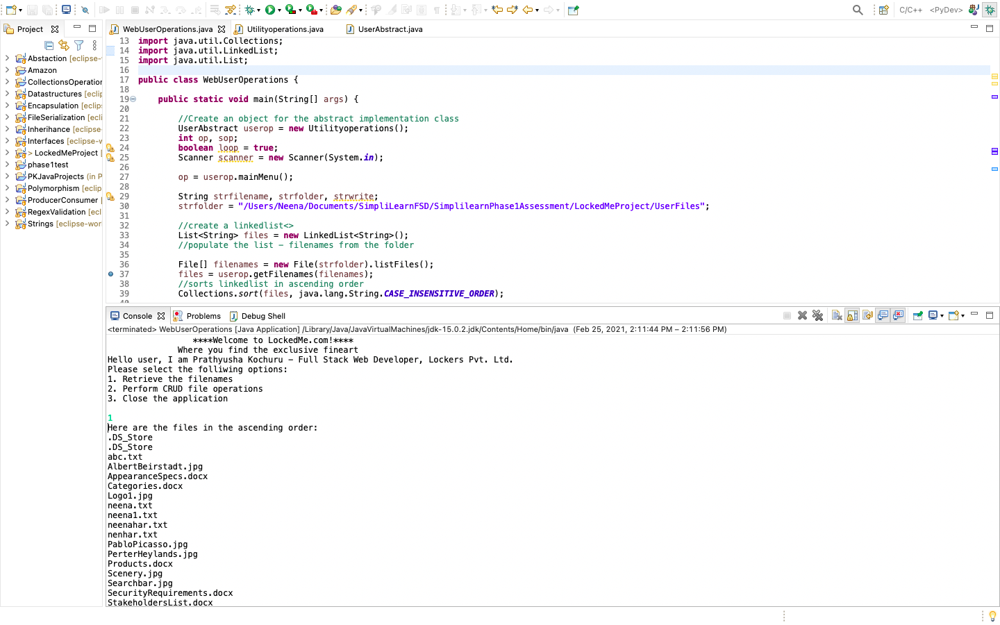 C/C++
<PyDev>
Project
Abstaction [eclipse-
Amazon
CollectionsOperation
Datastructures [eclip
Encapsulation [eclips
FileSerialization [ecli
Inherihance [eclipse-
Interfaces [eclipse-w
> LockedMeProject [
phase1test
PKJavaProjects (in P
Polymorphism [eclip
ProducerConsumer
RegexValidation [ecl
Strings [eclipse-wor
WebUserOperations.java
Utilityoperations.java
UserAbstract.java
13 import java.util.Collections;
14 import java.util.LinkedList;
15 import java.util.List;
16
17 public class WebUserOperations {
18
19 public static void main(String[] args) {
20
21 //Create an object for the abstract implementation class
22 UserAbstract userop = new Utilityoperations();
23 int op, sop;
24 boolean loop = true;
25 Scanner scanner = new Scanner(System.in);
26
27 op = userop.mainMenu();
28
29 String strfilename, strfolder, strwrite;
30 strfolder = "/Users/Neena/Documents/SimpliLearnFSD/SimplilearnPhase1Assessment/LockedMeProject/UserFiles";
31
32 //create a linkedlist<>
33 List<String> files = new LinkedList<String>();
34 //populate the list – filenames from the folder
35
36 File[] filenames = new File(strfolder).listFiles();
37 files = userop.getFilenames(filenames);
38 //sorts linkedlist in ascending order
39 Collections.sort(files, java.lang.String.CASE_INSENSITIVE_ORDER);
Console
Problems
Debug Shell
<terminated> WebUserOperations [Java Application] /Library/Java/JavaVirtualMachines/jdk-15.0.2.jdk/Contents/Home/bin/java (Feb 25, 2021, 2:11:44 PM – 2:11:56 PM)
****Welcome to LockedMe.com!****
Where you find the exclusive fineart
Hello user, I am Prathyusha Kochuru – Full Stack Web Developer, Lockers Pvt. Ltd.
Please select the folliwing options:
1. Retrieve the filenames
2. Perform CRUD file operations
3. Close the application
1
Here are the files in the ascending order:
.DS_Store
.DS_Store
abc.txt
AlbertBeirstadt.jpg
AppearanceSpecs.docx
Categories.docx
Logo1.jpg
neena.txt
neena1.txt
neenahar.txt
nenhar.txt
PabloPicasso.jpg
PerterHeylands.jpg
Products.docx
Scenery.jpg
Searchbar.jpg
SecurityRequirements.docx
StakeholdersList.docx